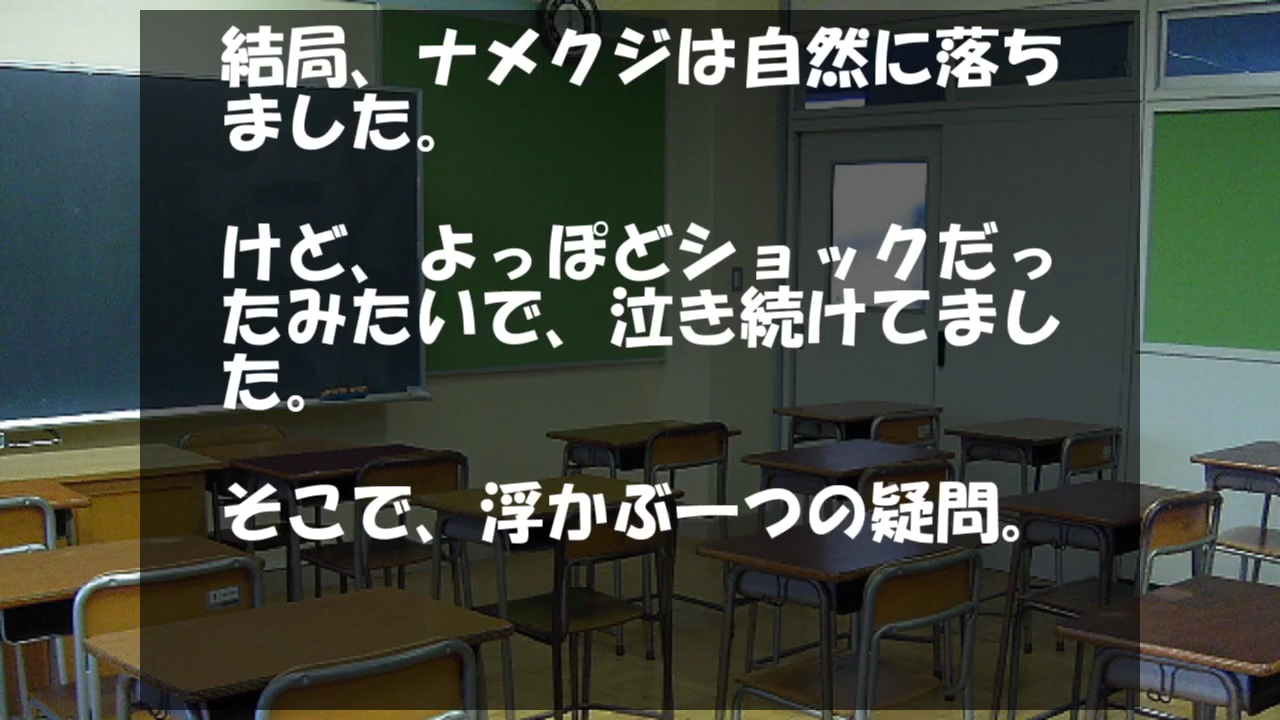 結局、ナメクジは自然に落ち
ました。
けど、よっぽどショックだっ
たみたいで、泣き続けてまし
た。
そこで、浮かぶ一つの疑問。